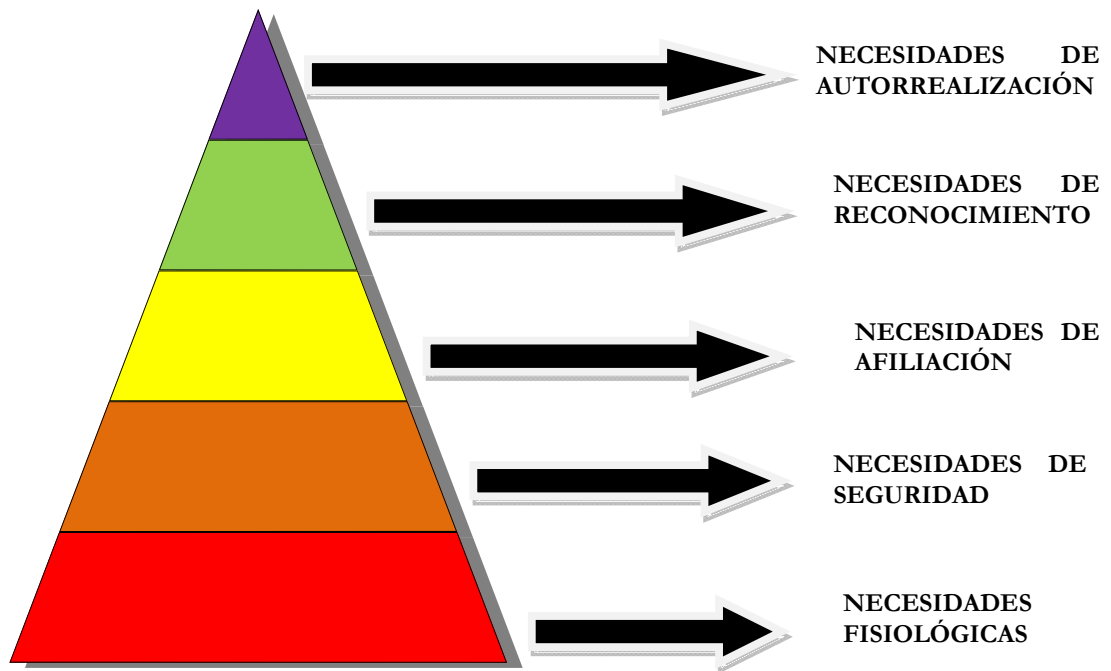 NECESIDADES DE
AUTORREALIZACIÓN
NECESIDADES DE
RECONOCIMIENTO
NECESIDADES DE
AFILIACIÓN
NECESIDADES DE
SEGURIDAD
NECESIDADES
FISIOLÓGICAS